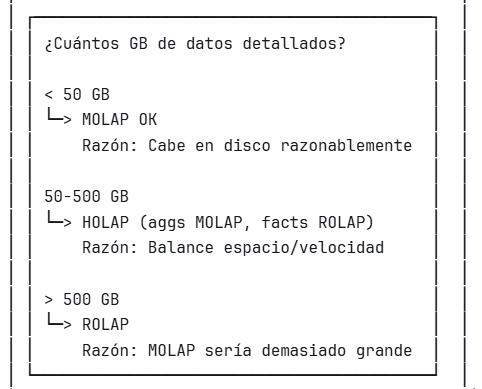 ¿Cuántos GB de datos detallados?
< 50 GB
└─> MOLAP OK
Razón: Cabe en disco razonablemente
50-500 GB
└─> HOLAP (aggs MOLAP, facts ROLAP)
Razón: Balance espacio/velocidad
> 500 GB
└─> ROLAP
Razón: MOLAP sería demasiado grande